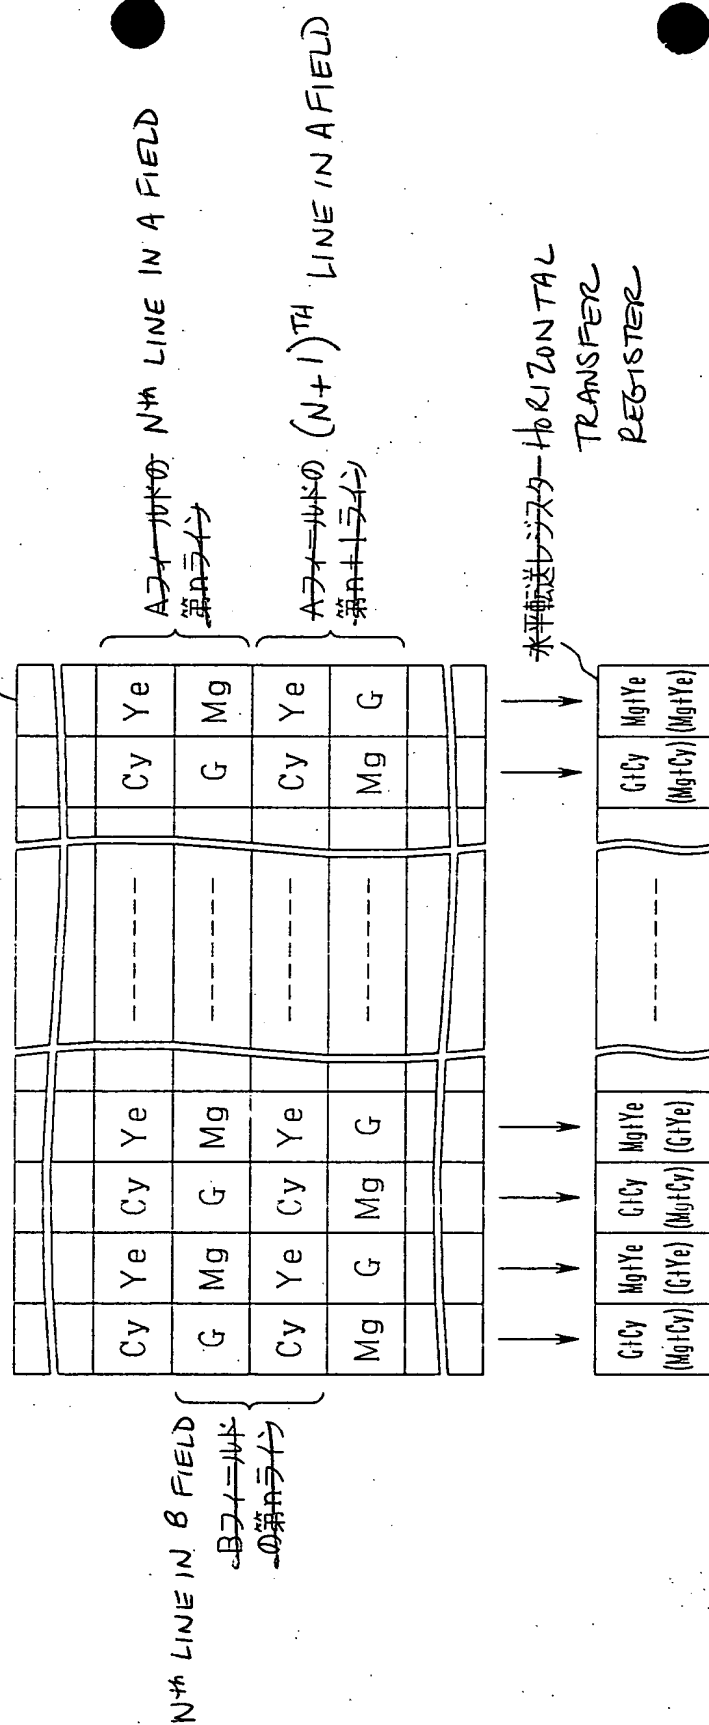 Nth LINE IN B FIELD
Bフィールド
の第nライン
Cy Ye Cy Ye -------- Cy Ye
G Mg G Mg -------- G Mg
Cy Ye Cy Ye -------- Cy Ye
Mg G Mg G -------- Mg G
Aフィールドの Nth LINE IN A FIELD
第nライン
Aフィールドの (N+1)TH LINE IN A FIELD
第n+1ライン
水平転送レジスター HORIZONTAL
TRANSFER
REGISTER
G+Cy Mg+Ye G+Cy Mg+Ye -------- G+Cy Mg+Ye
(Mg+Cy) (G+Ye) (Mg+Cy) (G+Ye) (Mg+Cy) (Mg+Ye)